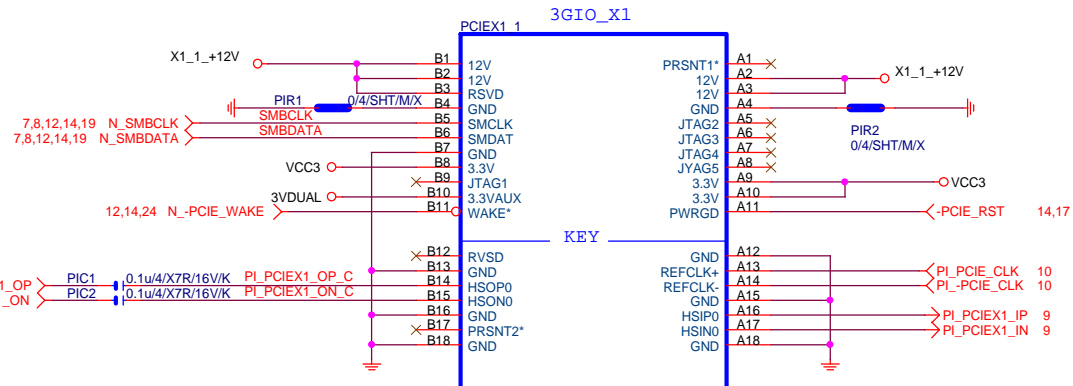 3GIO_X1
PCIEX1_1
X1_1_+12V
B1 12V
B2 12V
B3 RSVD
PIR1 0/4/SHT/M/X B4 GND
7,8,12,14,19 N_SMBCLK SMBCLK B5 SMCLK
7,8,12,14,19 N_SMBDATA SMBDATA B6 SMDAT
B7 GND
VCC3 B8 3.3V
B9 JTAG1
3VDUAL B10 3.3VAUX
12,14,24 N_-PCIE_WAKE B11 WAKE*
PRSNT1* A1
12V A2 X1_1_+12V
12V A3
GND A4
PIR2
0/4/SHT/M/X
JTAG2 A5
JTAG3 A6
JTAG4 A7
JYAG5 A8
3.3V A9 VCC3
3.3V A10
PWRGD A11 -PCIE_RST 14,17
KEY
B12 RVSD
B13 GND
1_OP PIC1 0.1u/4/X7R/16V/K PI_PCIEX1_OP_C B14 HSOP0
_ON PIC2 0.1u/4/X7R/16V/K PI_PCIEX1_ON_C B15 HSON0
B16 GND
B17 PRSNT2*
B18 GND
GND A12
REFCLK+ A13 PI_PCIE_CLK 10
REFCLK- A14 PI_-PCIE_CLK 10
GND A15
HSIP0 A16 PI_PCIEX1_IP 9
HSIN0 A17 PI_PCIEX1_IN 9
GND A18